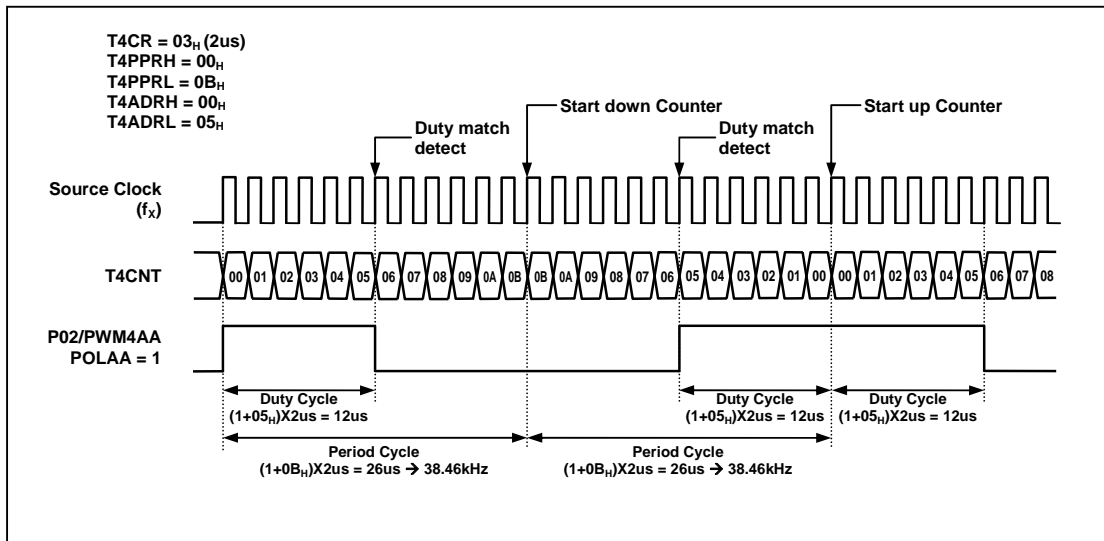 T4CR = 03H (2us)
T4PPRH = 00H
T4PPRL = 0BH
T4ADRH = 00H
T4ADRL = 05H
Duty match
detect
Start down Counter
Duty match
detect
Start up Counter
Source Clock
(fX)
T4CNT
00 01 02 03 04 05 06 07 08 09 0A 0B 0B 0A 09 08 07 06 05 04 03 02 01 00 00 01 02 03 04 05 06 07 08
P02/PWM4AA
POLAA = 1
Duty Cycle
(1+05H)X2us = 12us
Duty Cycle
(1+05H)X2us = 12us
Duty Cycle
(1+05H)X2us = 12us
Period Cycle
(1+0BH)X2us = 26us → 38.46kHz
Period Cycle
(1+0BH)X2us = 26us → 38.46kHz